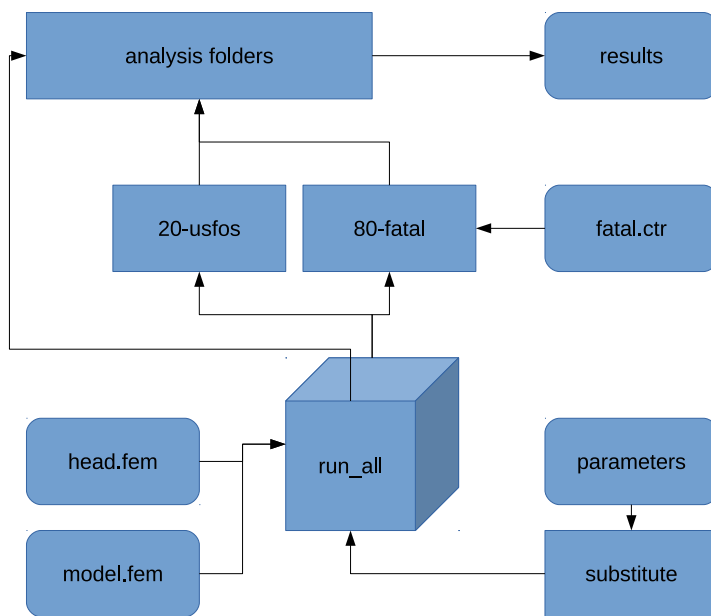 analysis folders
results
20-usfos
80-fatal
fatal.ctr
head.fem
run_all
parameters
model.fem
substitute